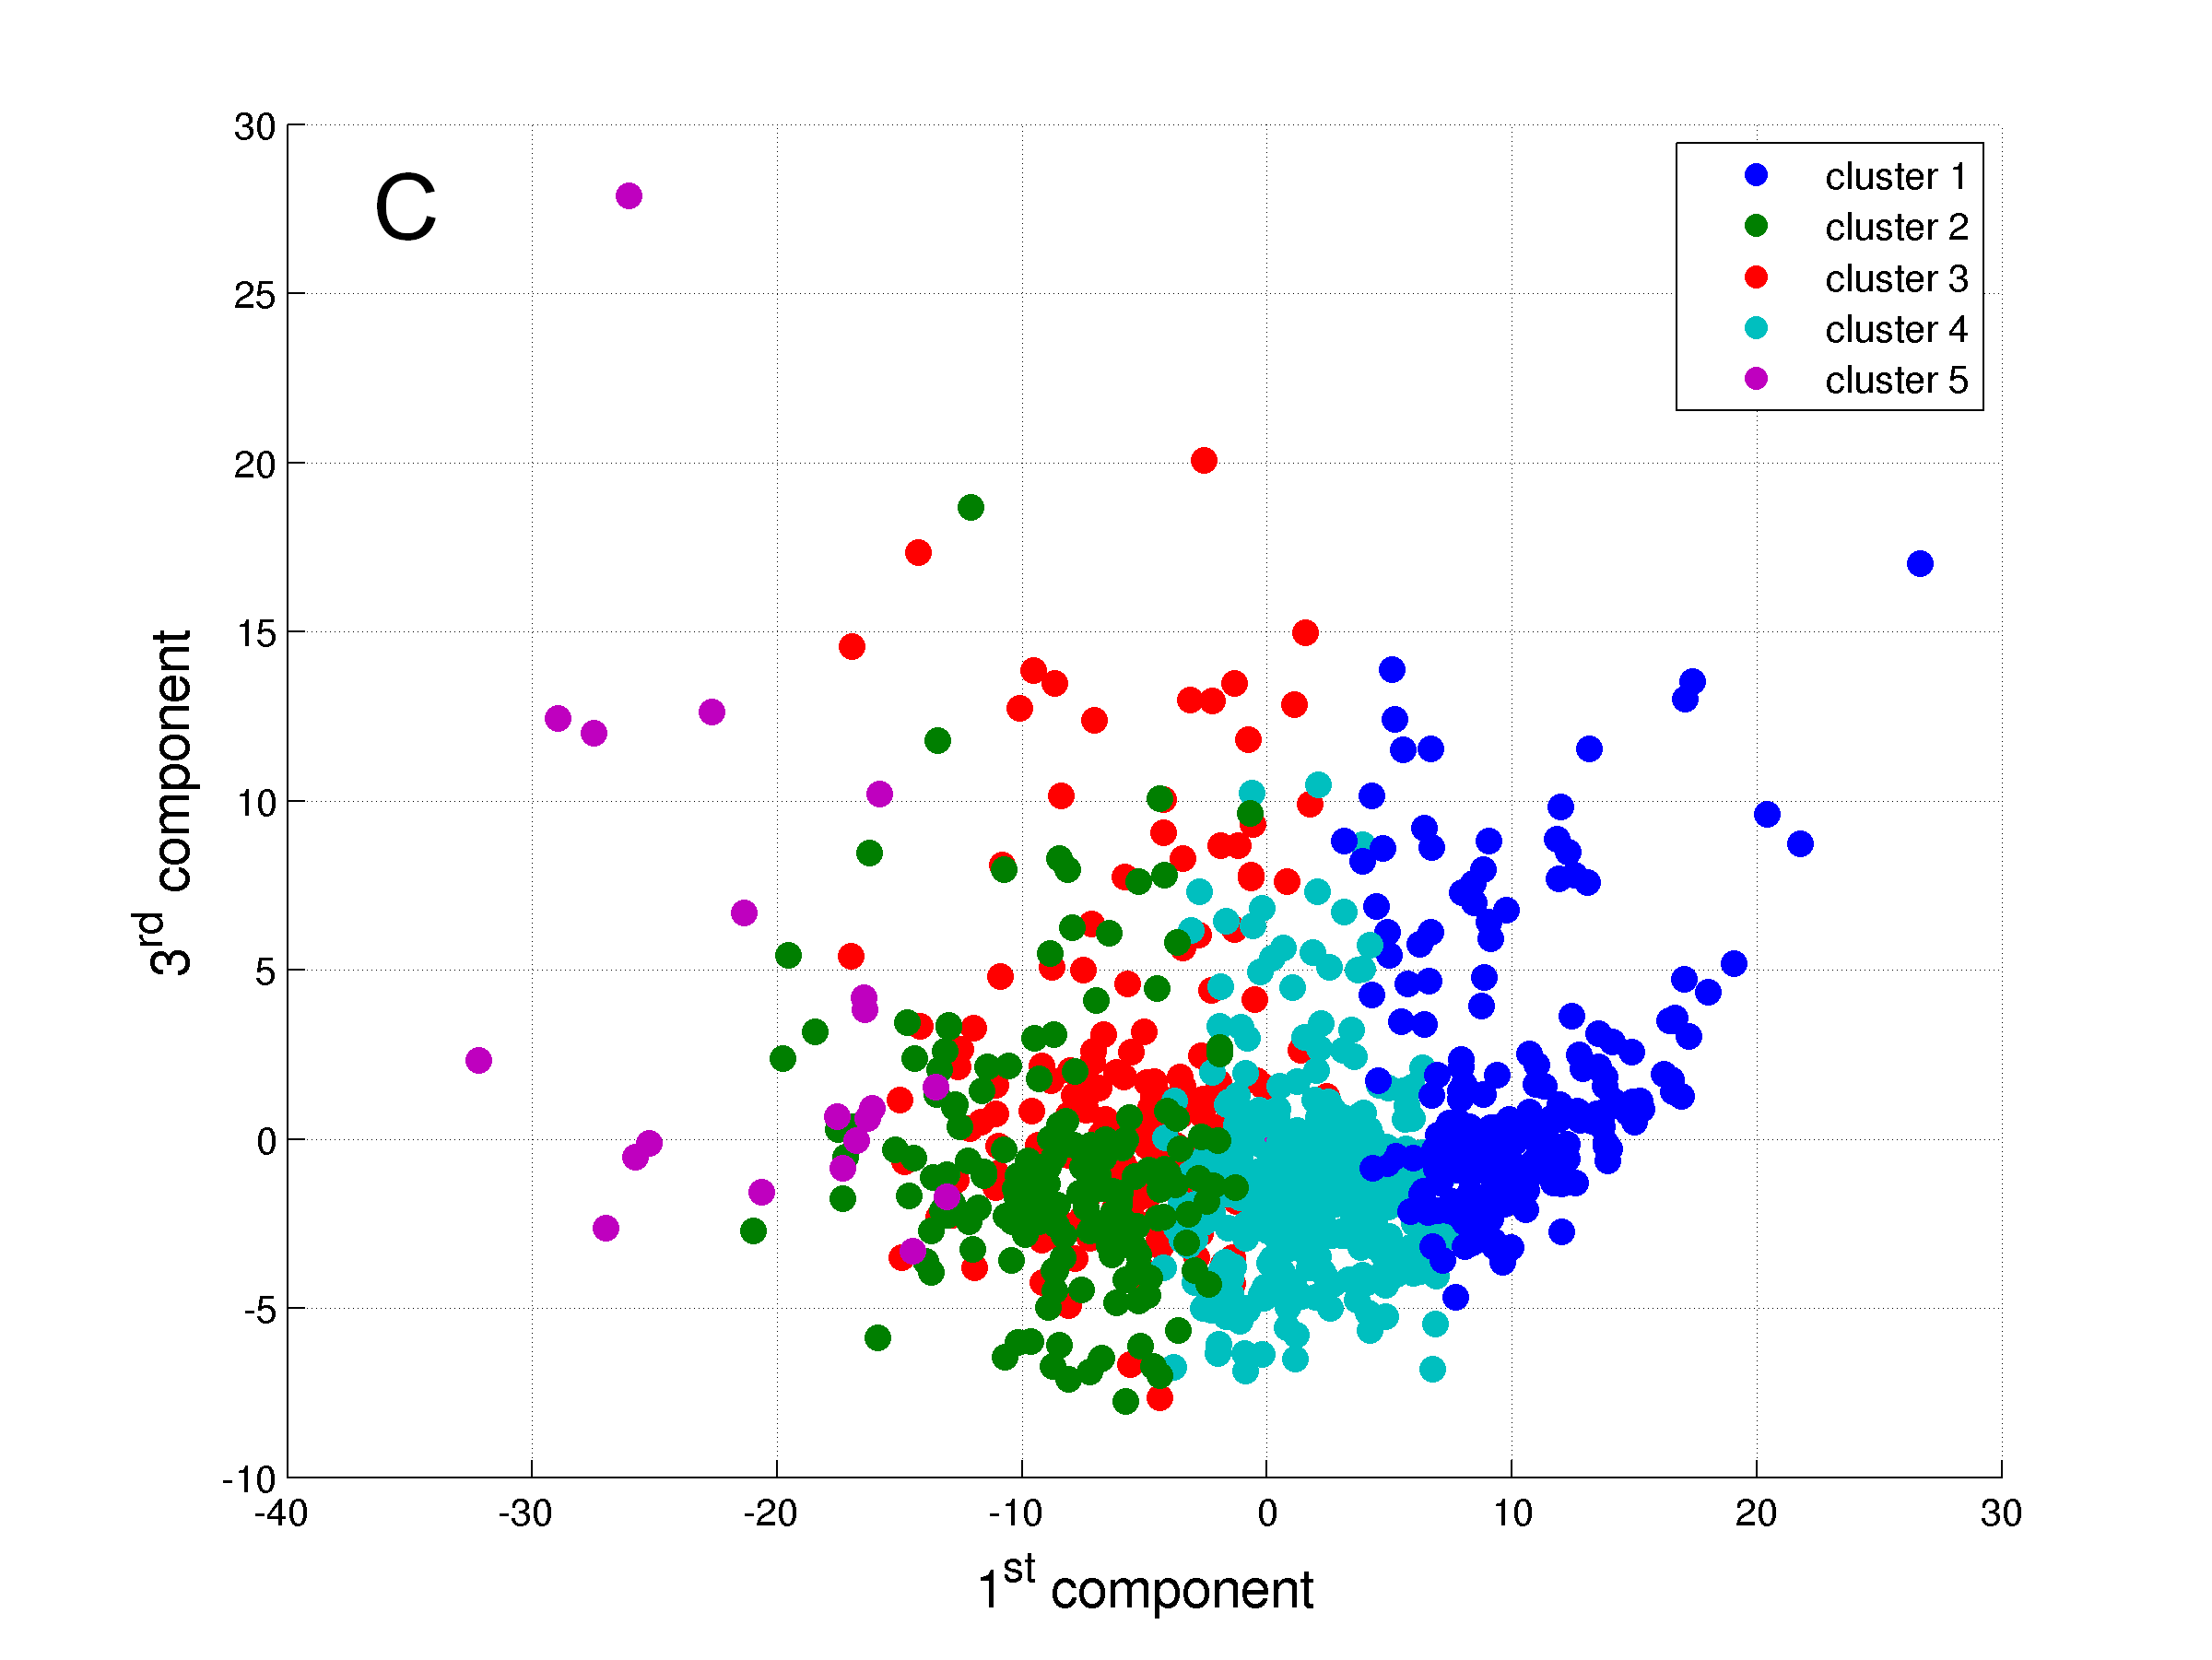 C
cluster 1
cluster 2
cluster 3
cluster 4
cluster 5
30
25
20
15
10
5
0
-5
-10
3rd component
-40 -30 -20 -10 0 10 20 30
1st component